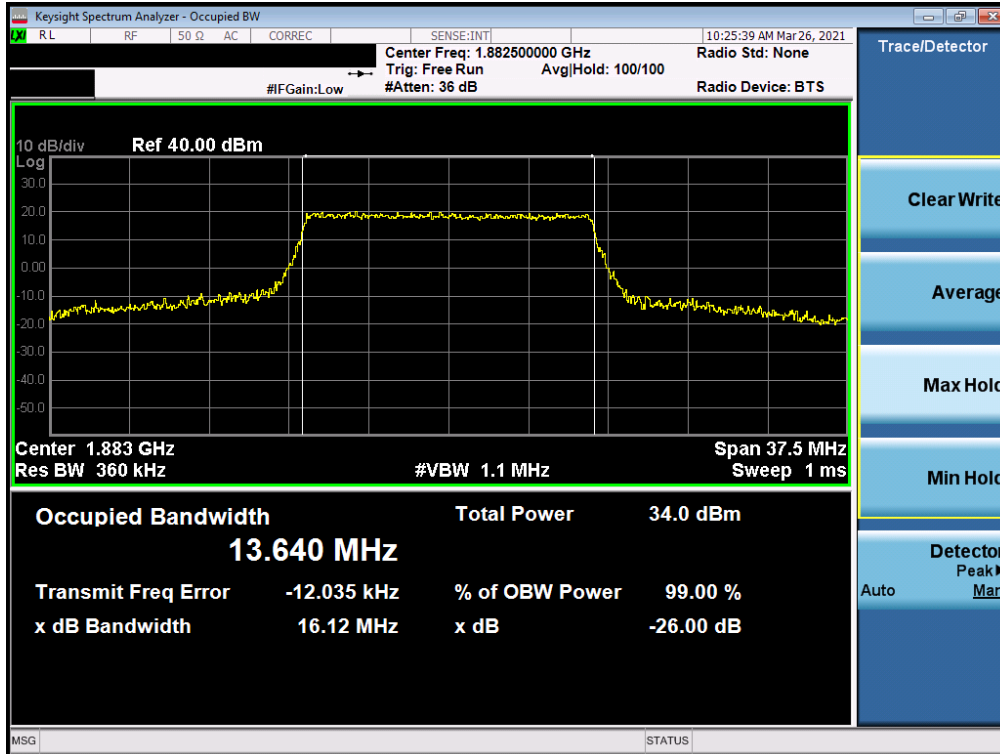 Keysight Spectrum Analyzer - Occupied BW
LXI RL RF 50 Ω AC CORREC SENSE:INT 10:25:39 AM Mar 26, 2021
Center Freq: 1.882500000 GHz Radio Std: None
Trig: Free Run Avg|Hold: 100/100
#IFGain:Low #Atten: 36 dB Radio Device: BTS
10 dB/div Ref 40.00 dBm
Log
30.0
20.0
10.0
0.00
-10.0
-20.0
-30.0
-40.0
-50.0
Center 1.883 GHz Span 37.5 MHz
Res BW 360 kHz #VBW 1.1 MHz Sweep 1 ms
Occupied Bandwidth Total Power 34.0 dBm
13.640 MHz
Transmit Freq Error -12.035 kHz % of OBW Power 99.00 %
x dB Bandwidth 16.12 MHz x dB -26.00 dB
MSG STATUS
Trace/Detector
Clear Write
Average
Max Hold
Min Hold
Detector
Peak▶
Auto Man